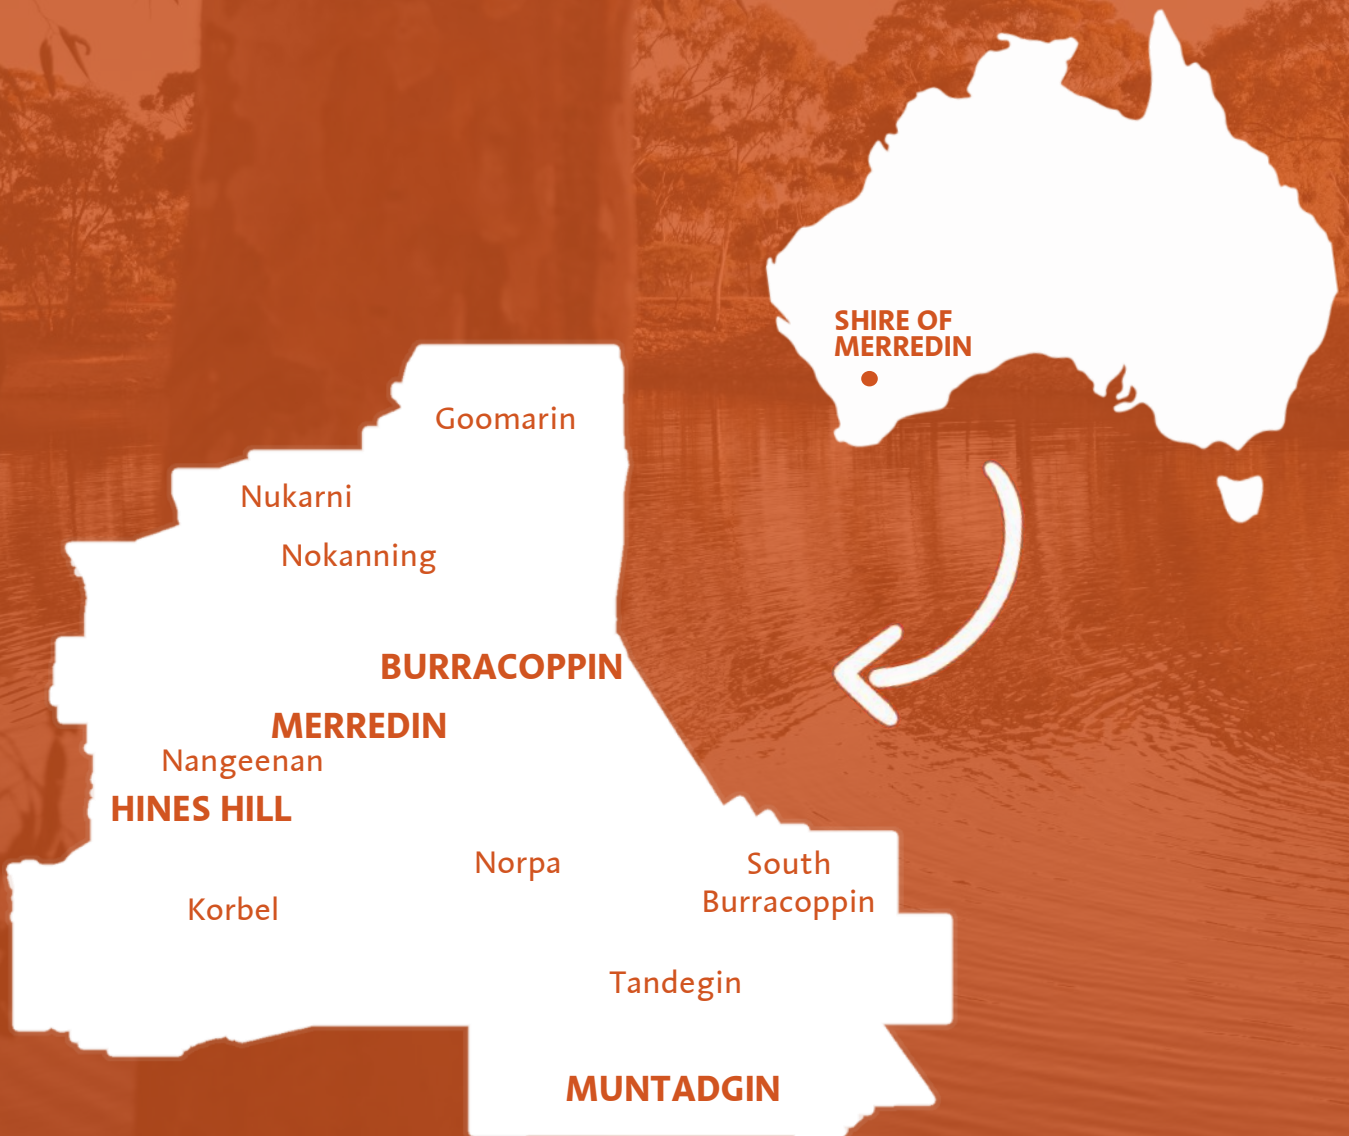 SHIRE OF
MERREDIN
Goomarin
Nukarni
Nokanning
BURRACOPPIN
MERREDIN
Nangeenan
HINES HILL
Norpa
South
Burracoppin
Korbel
Tandegin
MUNTADGIN